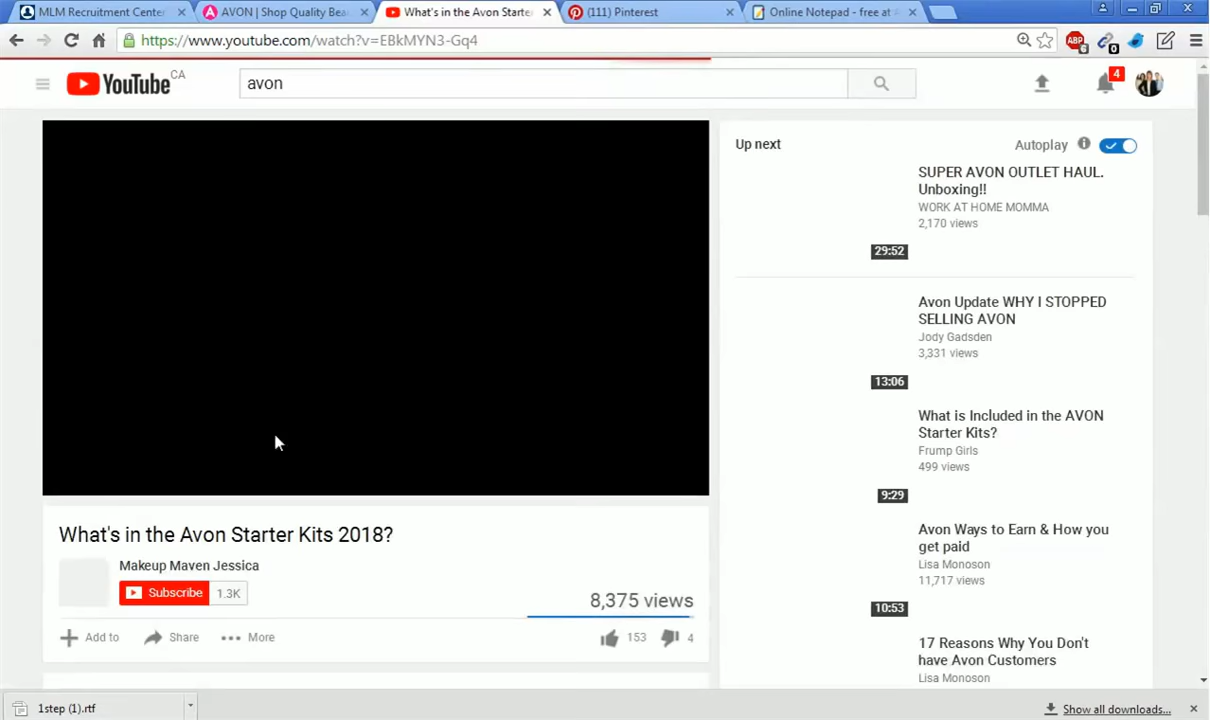 MLM Recruitment Center
AVON | Shop Quality Bea
What's in the Avon Starte
(111) Pinterest
Online Notepad - free at
https://www.youtube.com/watch?v=EBkMYN3-Gq4
ABP
6
0
YouTube CA
avon
4
Up next
Autoplay
SUPER AVON OUTLET HAUL.
Unboxing!!
WORK AT HOME MOMMA
2,170 views
29:52
Avon Update WHY I STOPPED
SELLING AVON
Jody Gadsden
3,331 views
13:06
What is Included in the AVON
Starter Kits?
Frump Girls
499 views
9:29
Avon Ways to Earn & How you
get paid
Lisa Monoson
11,717 views
10:53
17 Reasons Why You Don't
have Avon Customers
Lisa Monoson
What's in the Avon Starter Kits 2018?
Makeup Maven Jessica
Subscribe 1.3K
8,375 views
Add to Share More 153 4
1step (1).rtf
Show all downloads...